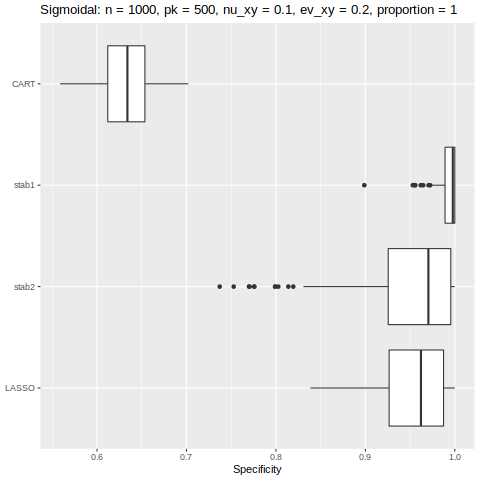 Sigmoidal: n = 1000, pk = 500, nu_xy = 0.1, ev_xy = 0.2, proportion = 1
CART
stab1
stab2
LASSO
0.6 0.7 0.8 0.9 1.0
Specificity